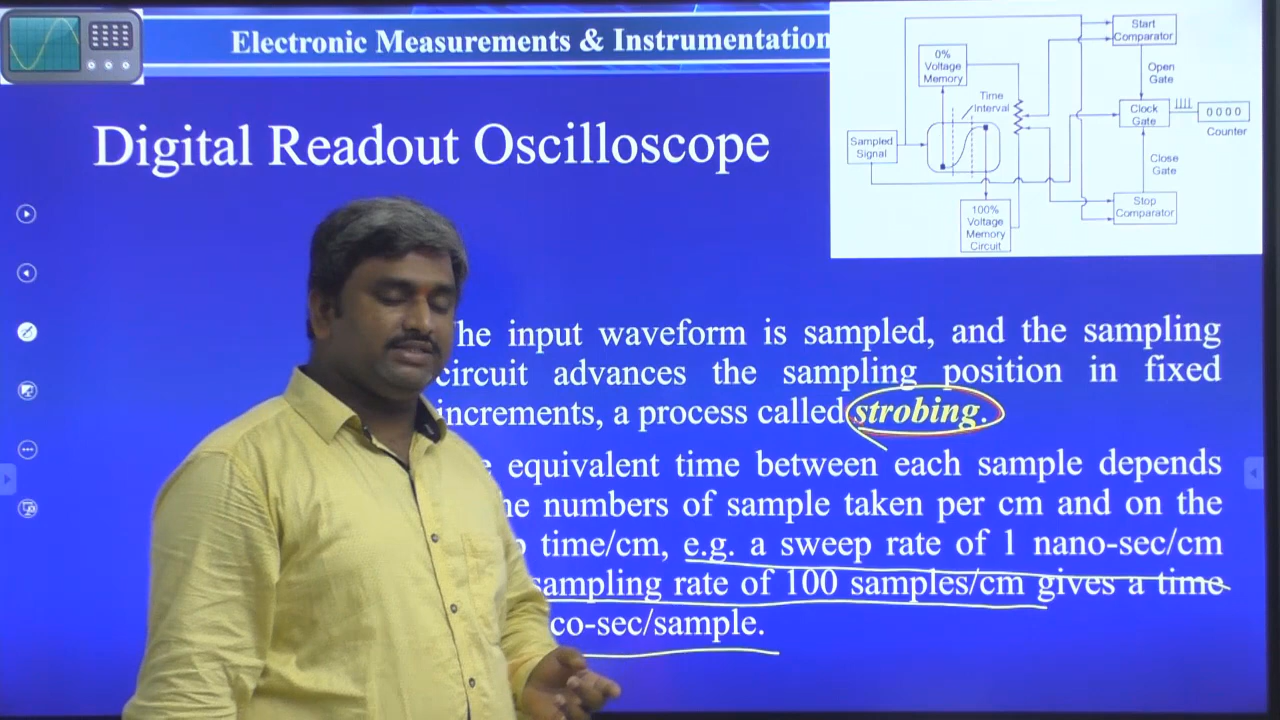 Electronic Measurements & Instrumentation
Digital Readout Oscilloscope
Start
Comparator
0%
Voltage
Memory
Open
Gate
Time
Interval
Clock
Gate
0 0 0 0
Counter
Sampled
Signal
Close
Gate
100%
Voltage
Memory
Circuit
Stop
Comparator
he input waveform is sampled, and the sampling
circuit advances the sampling position in fixed
increments, a process called strobing.
equivalent time between each sample depends
numbers of sample taken per cm and on the
time/cm, e.g. a sweep rate of 1 nano-sec/cm
sampling rate of 100 samples/cm gives a time
co-sec/sample.